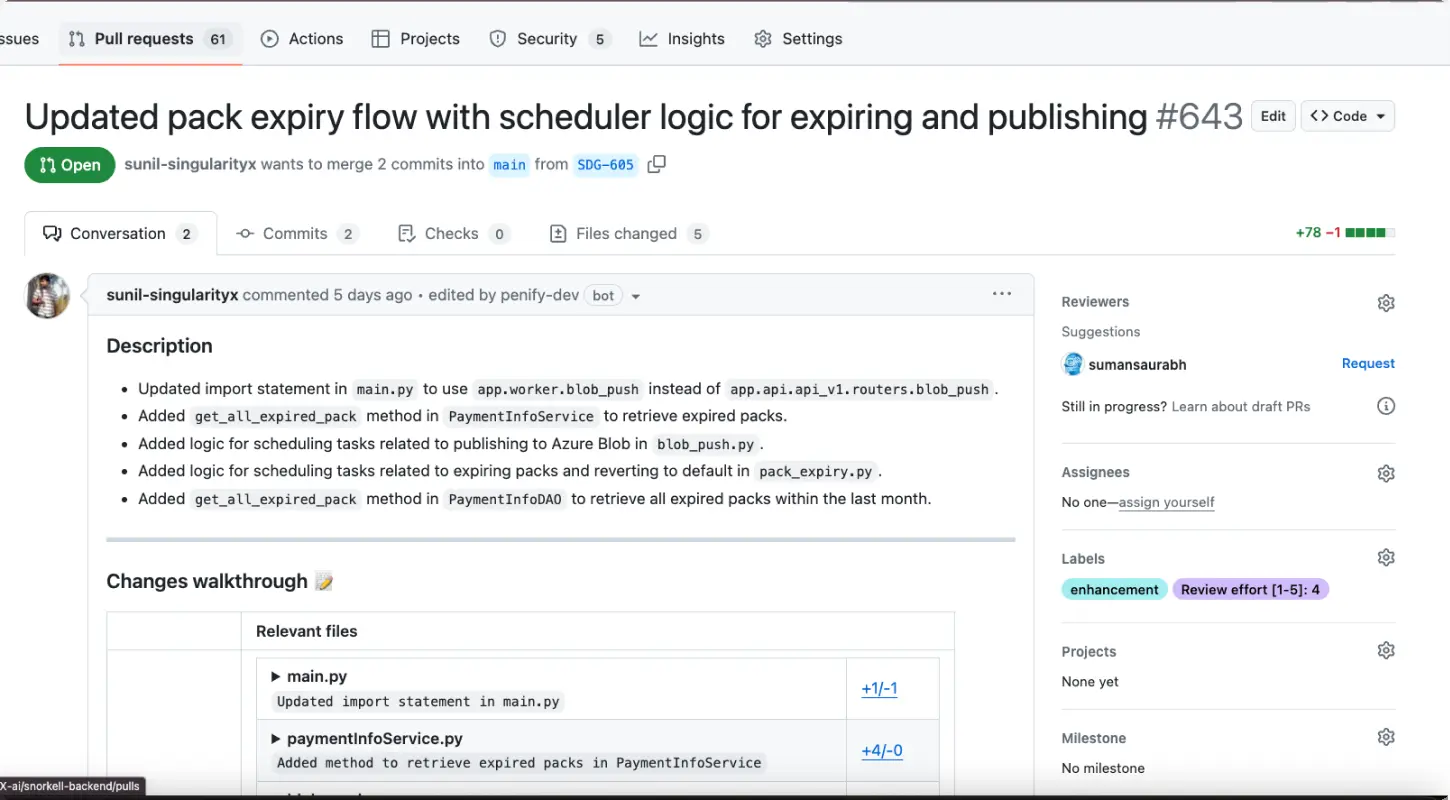 ssues Pull requests 61 Actions Projects Security 5 Insights Settings
Updated pack expiry flow with scheduler logic for expiring and publishing #643 Edit <> Code
Open sunil-singularityx wants to merge 2 commits into main from SDG-605
Conversation 2 Commits 2 Checks 0 Files changed 5 +78 −1
sunil-singularityx commented 5 days ago • edited by penify-dev bot
Description
• Updated import statement in main.py to use app.worker.blob_push instead of app.api.api_v1.routers.blob_push.
• Added get_all_expired_pack method in PaymentInfoService to retrieve expired packs.
• Added logic for scheduling tasks related to publishing to Azure Blob in blob_push.py.
• Added logic for scheduling tasks related to expiring packs and reverting to default in pack_expiry.py.
• Added get_all_expired_pack method in PaymentInfoDAO to retrieve all expired packs within the last month.
Changes walkthrough 📝
Relevant files
main.py
Updated import statement in main.py
+1/-1
paymentInfoService.py
Added method to retrieve expired packs in PaymentInfoService
+4/-0
Reviewers
Suggestions
sumansaurabh Request
Still in progress? Learn about draft PRs
Assignees
No one—assign yourself
Labels
enhancement Review effort [1-5]: 4
Projects
None yet
Milestone
No milestone
X-ai/snorkell-backend/pulls